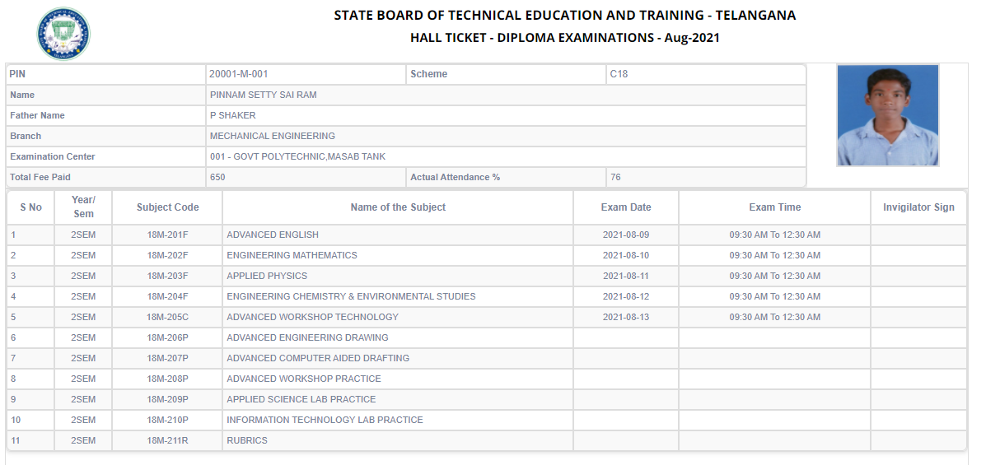 STATE BOARD OF TECHNICAL EDUCATION AND TRAINING - TELANGANA
HALL TICKET - DIPLOMA EXAMINATIONS - Aug-2021
PIN 20001-M-001 Scheme C18
Name PINNAM SETTY SAI RAM
Father Name P SHAKER
Branch MECHANICAL ENGINEERING
Examination Center 001 - GOVT POLYTECHNIC,MASAB TANK
Total Fee Paid 650 Actual Attendance % 76
S No Year/ Sem Subject Code Name of the Subject Exam Date Exam Time Invigilator Sign
1 2SEM 18M-201F ADVANCED ENGLISH 2021-08-09 09:30 AM To 12:30 AM
2 2SEM 18M-202F ENGINEERING MATHEMATICS 2021-08-10 09:30 AM To 12:30 AM
3 2SEM 18M-203F APPLIED PHYSICS 2021-08-11 09:30 AM To 12:30 AM
4 2SEM 18M-204F ENGINEERING CHEMISTRY & ENVIRONMENTAL STUDIES 2021-08-12 09:30 AM To 12:30 AM
5 2SEM 18M-205C ADVANCED WORKSHOP TECHNOLOGY 2021-08-13 09:30 AM To 12:30 AM
6 2SEM 18M-206P ADVANCED ENGINEERING DRAWING
7 2SEM 18M-207P ADVANCED COMPUTER AIDED DRAFTING
8 2SEM 18M-208P ADVANCED WORKSHOP PRACTICE
9 2SEM 18M-209P APPLIED SCIENCE LAB PRACTICE
10 2SEM 18M-210P INFORMATION TECHNOLOGY LAB PRACTICE
11 2SEM 18M-211R RUBRICS